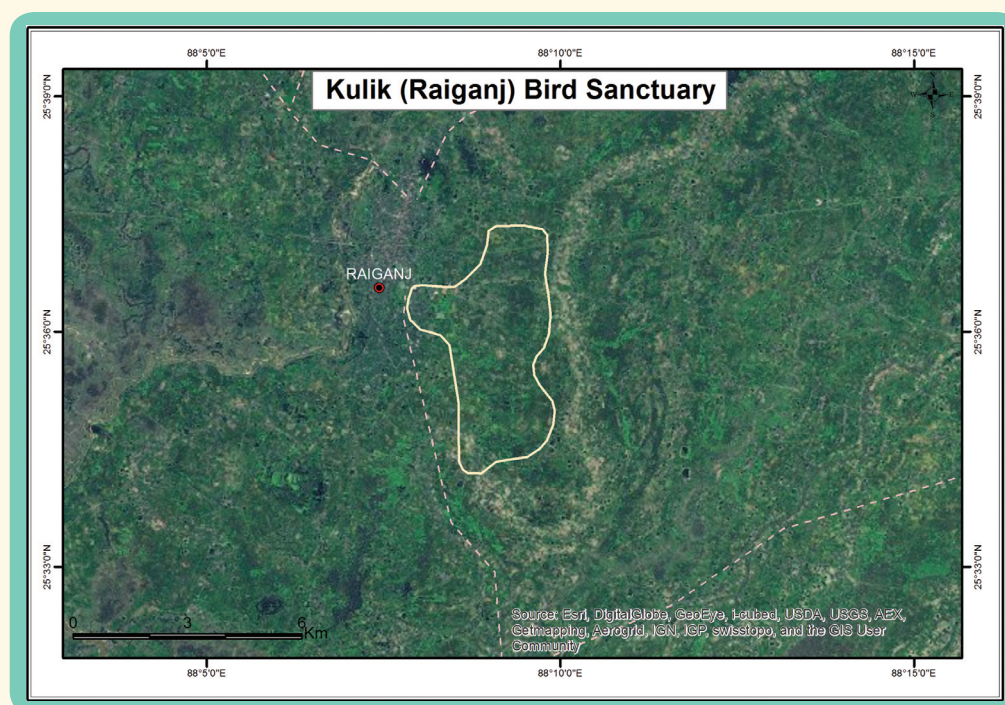 88°5'0"E
88°10'0"E
88°15'0"E
Kulik (Raiganj) Bird Sanctuary
N
W
E
S
25°39'0"N
25°39'0"N
RAIGANJ
25°36'0"N
25°36'0"N
25°33'0"N
25°33'0"N
0
3
6
Km
Source: Esri, DigitalGlobe, GeoEye, i-cubed, USDA, USGS, AEX,
Getmapping, Aerogrid, IGN, IGP, swisstopo, and the GIS User
Community
88°5'0"E
88°10'0"E
88°15'0"E